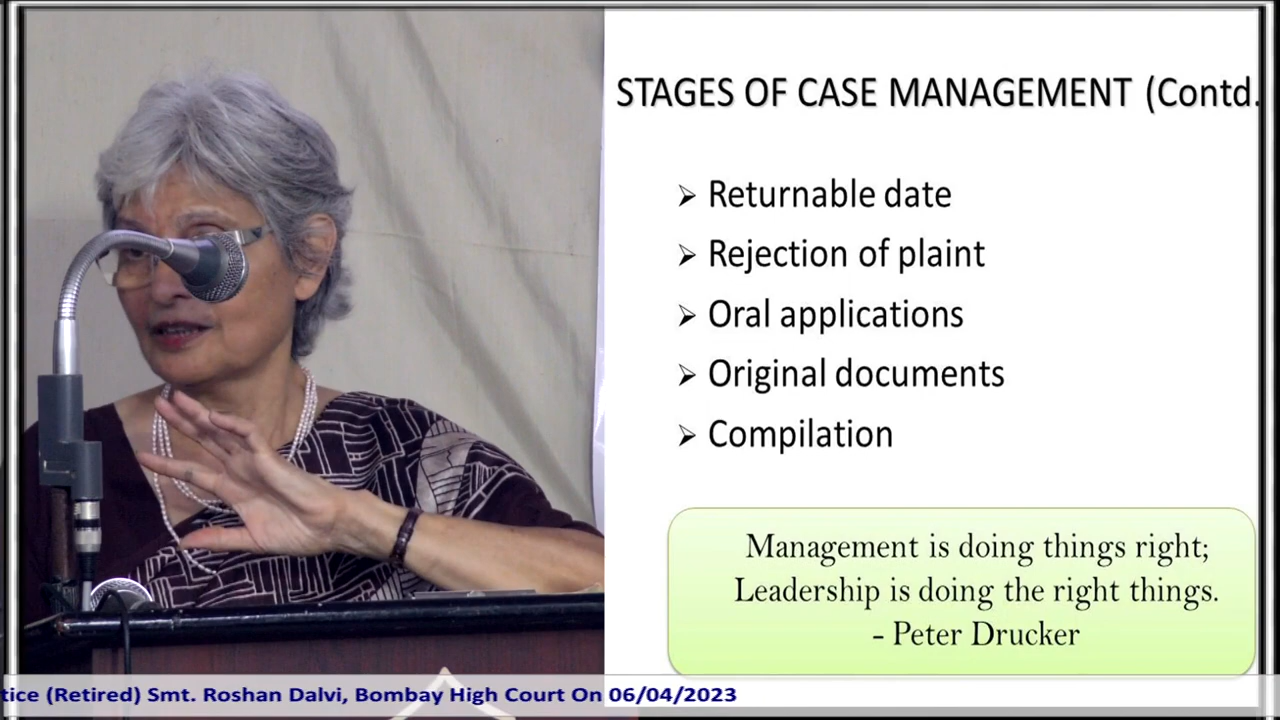 STAGES OF CASE MANAGEMENT (Contd.
Returnable date
Rejection of plaint
Oral applications
Original documents
Compilation
Management is doing things right;
Leadership is doing the right things.
- Peter Drucker
tice (Retired) Smt. Roshan Dalvi, Bombay High Court On 06/04/2023